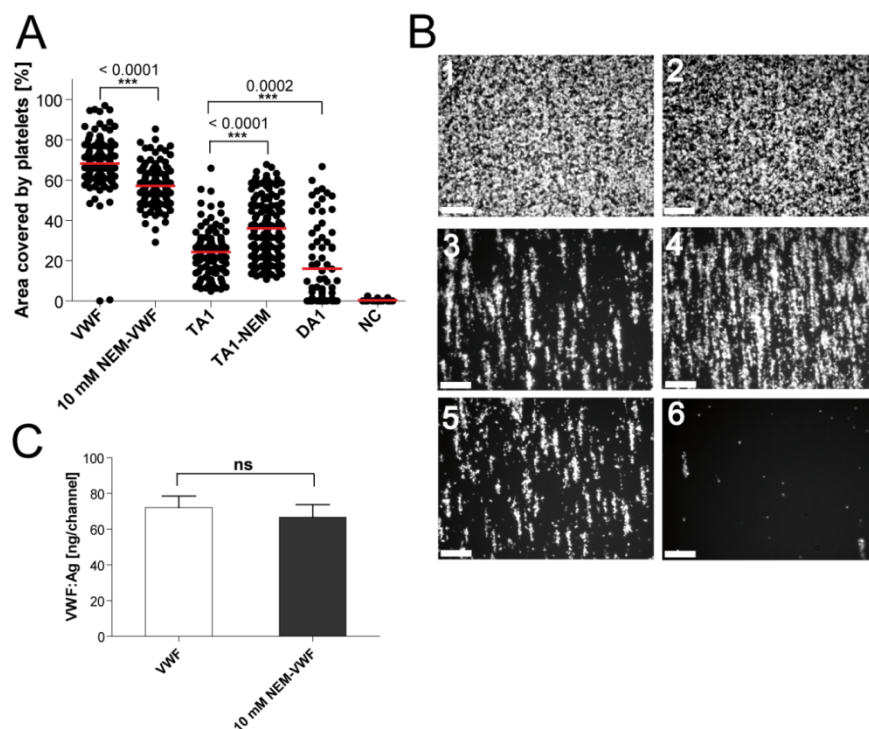 A
Area covered by platelets [%]
100
80
60
40
20
0
< 0.0001
***
0.0002
***
< 0.0001
***
VWF
10 mM NEM-VWF
TA1
TA1-NEM
DA1
NC
B
1
2
3
4
5
6
C
VWF:Ag [ng/channel]
100
80
60
40
20
0
ns
VWF
10 mM NEM-VWF